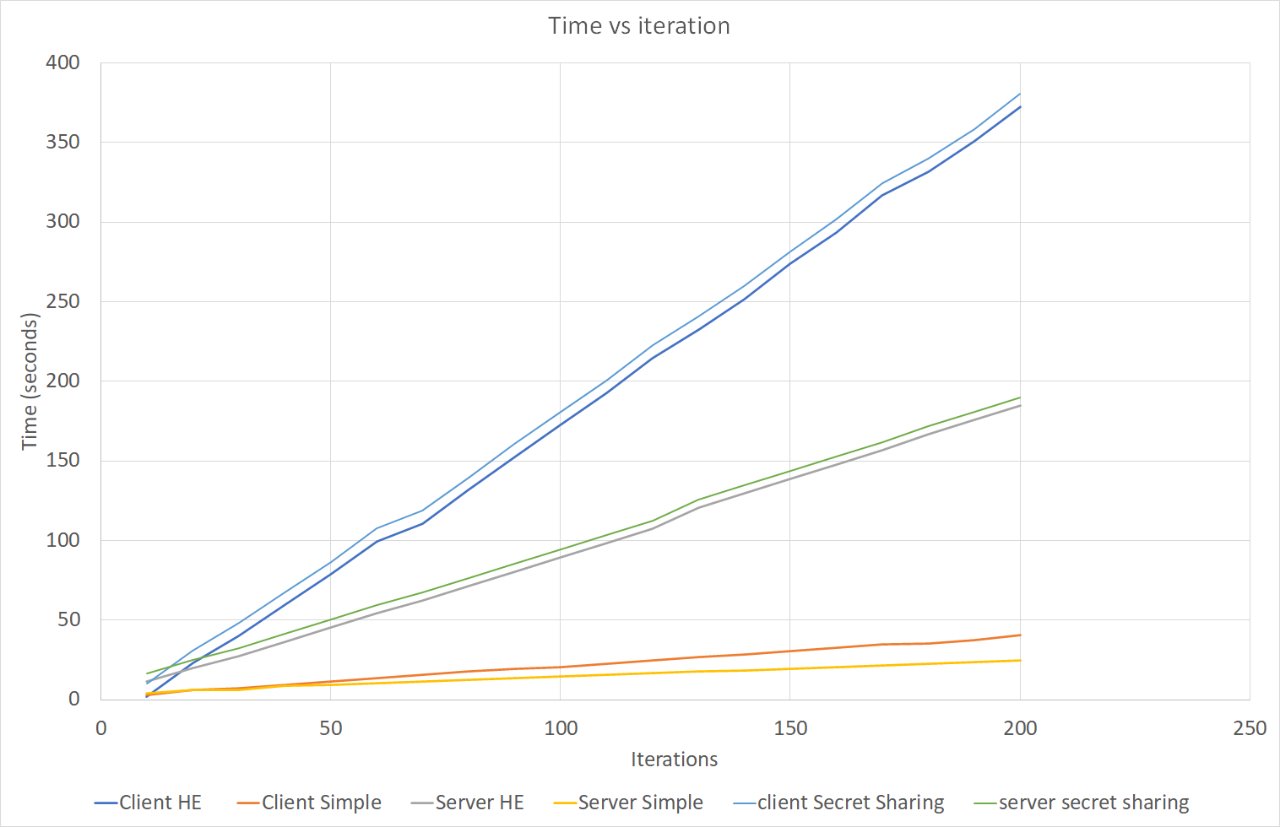 Time vs iteration
400
350
300
250
200
150
100
50
0
Time (seconds)
0 50 100 150 200 250
Iterations
Client HE Client Simple Server HE Server Simple client Secret Sharing server secret sharing